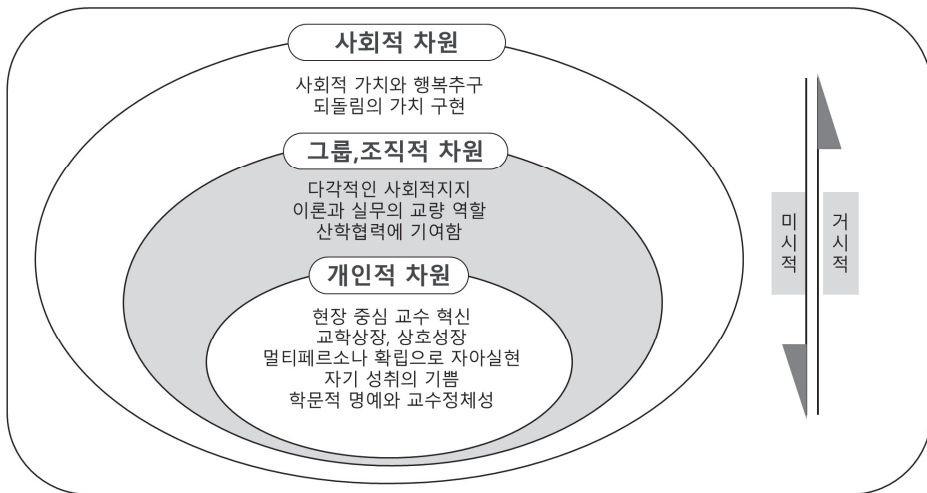 사회적 차원
사회적 가치와 행복추구
되돌림의 가치 구현
그룹,조직적 차원
다각적인 사회적지지
이론과 실무의 교량 역할
산학협력에 기여함
개인적 차원
현장 중심 교수 혁신
교학상장, 상호성장
멀티페르소나 확립으로 자아실현
자기 성취의 기쁨
학문적 명예와 교수정체성
미시적
거시적